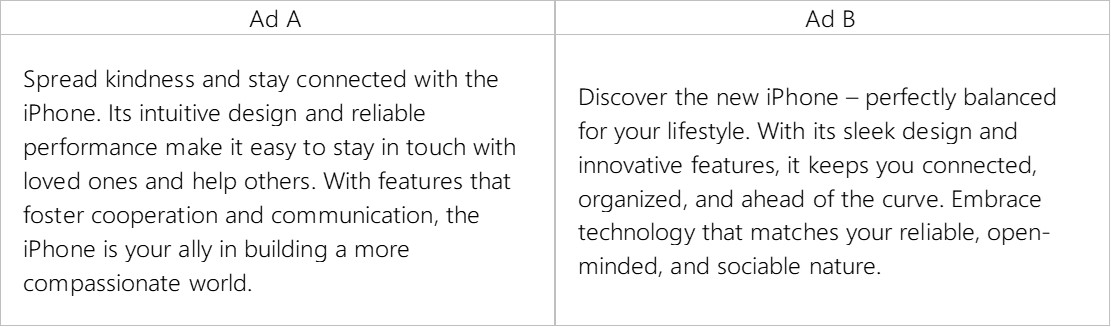 Ad A
Ad B
Spread kindness and stay connected with the
iPhone. Its intuitive design and reliable
performance make it easy to stay in touch with
loved ones and help others. With features that
foster cooperation and communication, the
iPhone is your ally in building a more
compassionate world.
Discover the new iPhone – perfectly balanced
for your lifestyle. With its sleek design and
innovative features, it keeps you connected,
organized, and ahead of the curve. Embrace
technology that matches your reliable, open-
minded, and sociable nature.